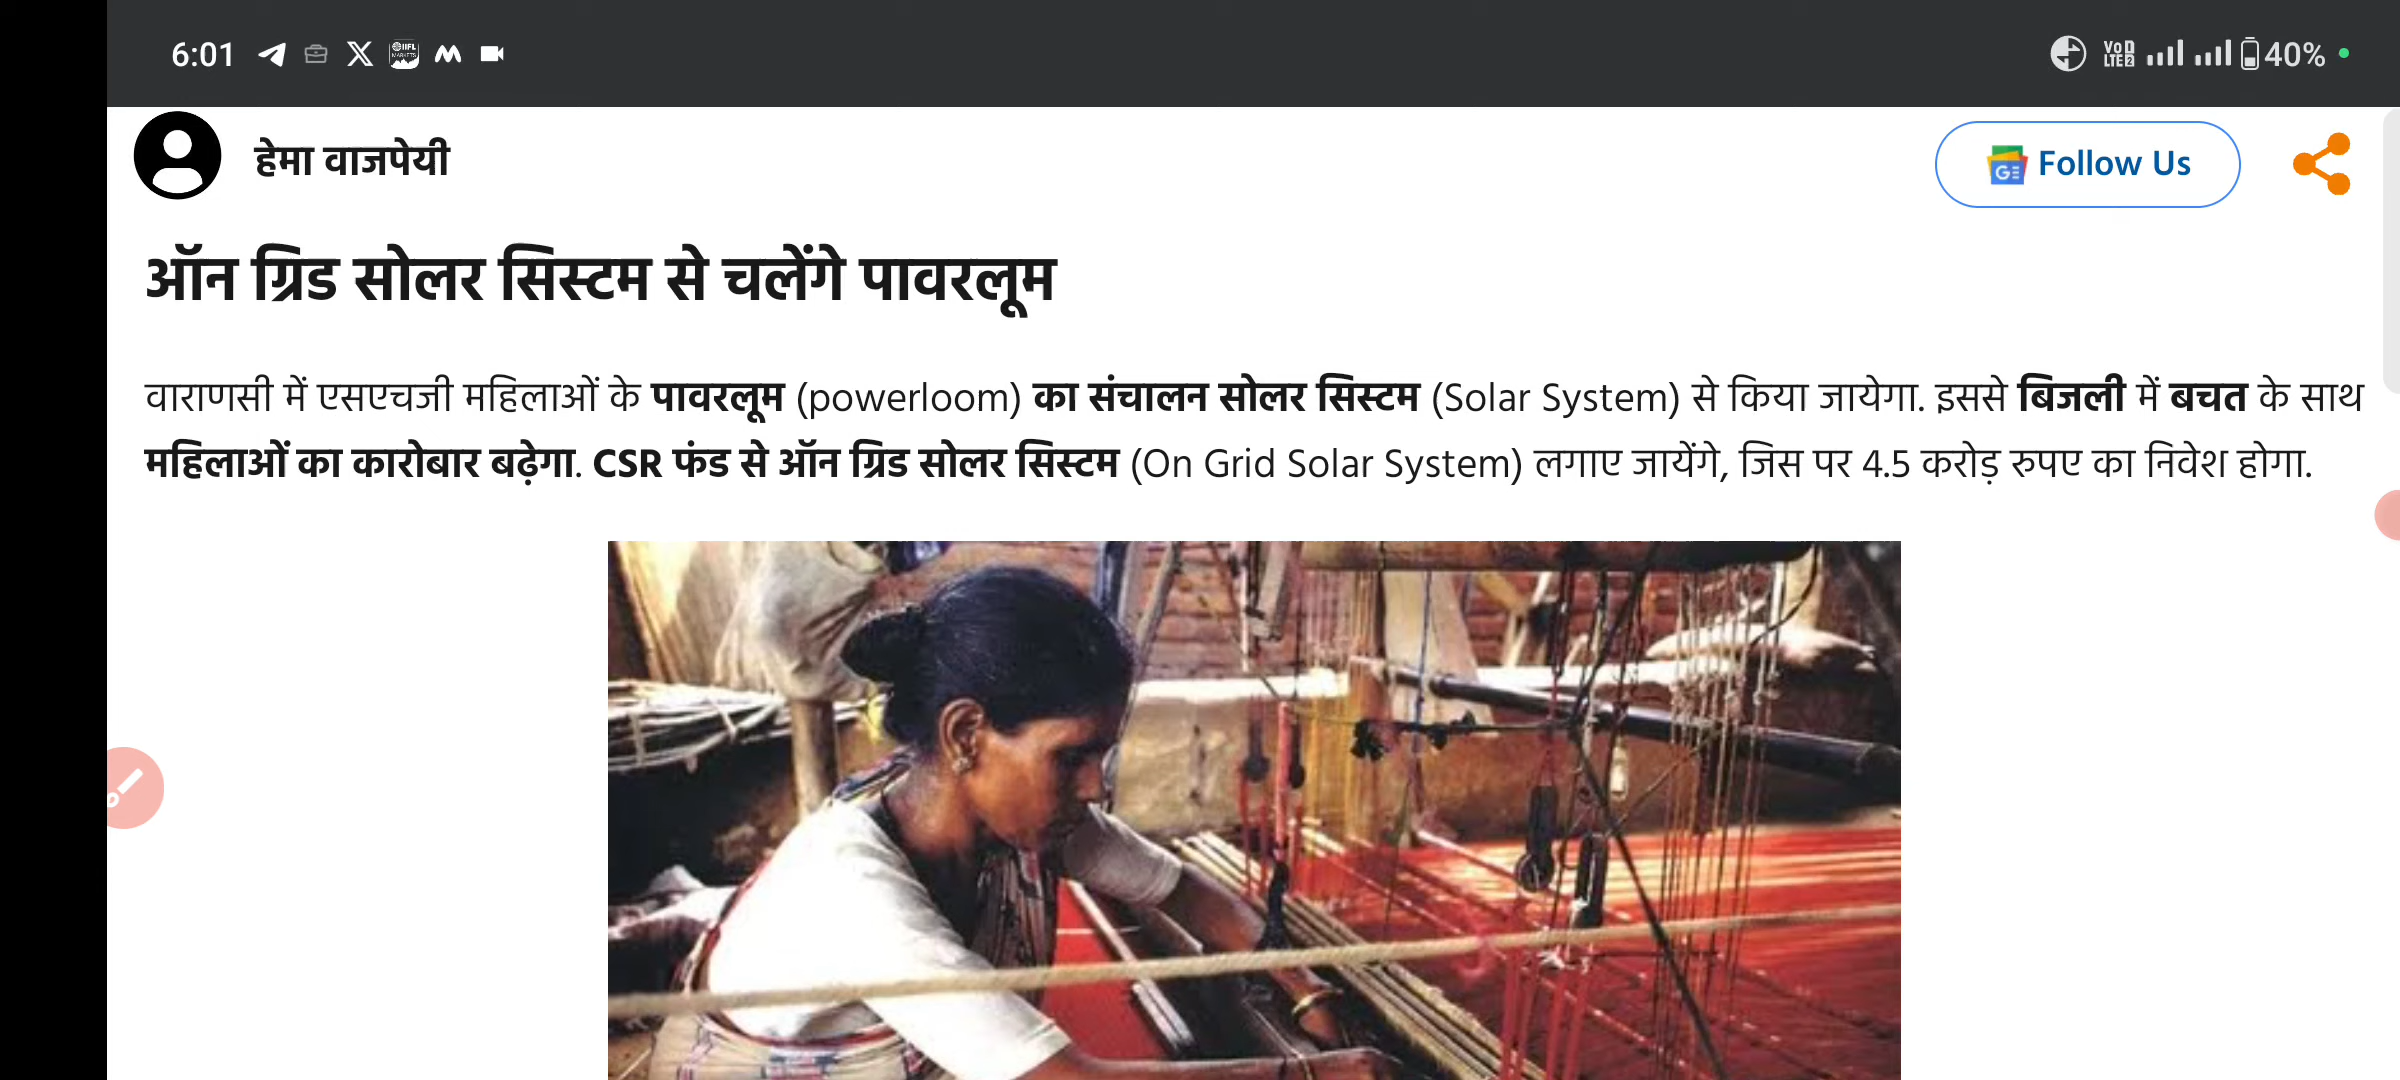 6:01 40%
हेमा वाजपेयी
Follow Us
ऑन ग्रिड सोलर सिस्टम से चलेंगे पावरलूम
वाराणसी में एसएचजी महिलाओं के पावरलूम (powerloom) का संचालन सोलर सिस्टम (Solar System) से किया जायेगा. इससे बिजली में बचत के साथ
महिलाओं का कारोबार बढ़ेगा. CSR फंड से ऑन ग्रिड सोलर सिस्टम (On Grid Solar System) लगाए जायेंगे, जिस पर 4.5 करोड़ रुपए का निवेश होगा.